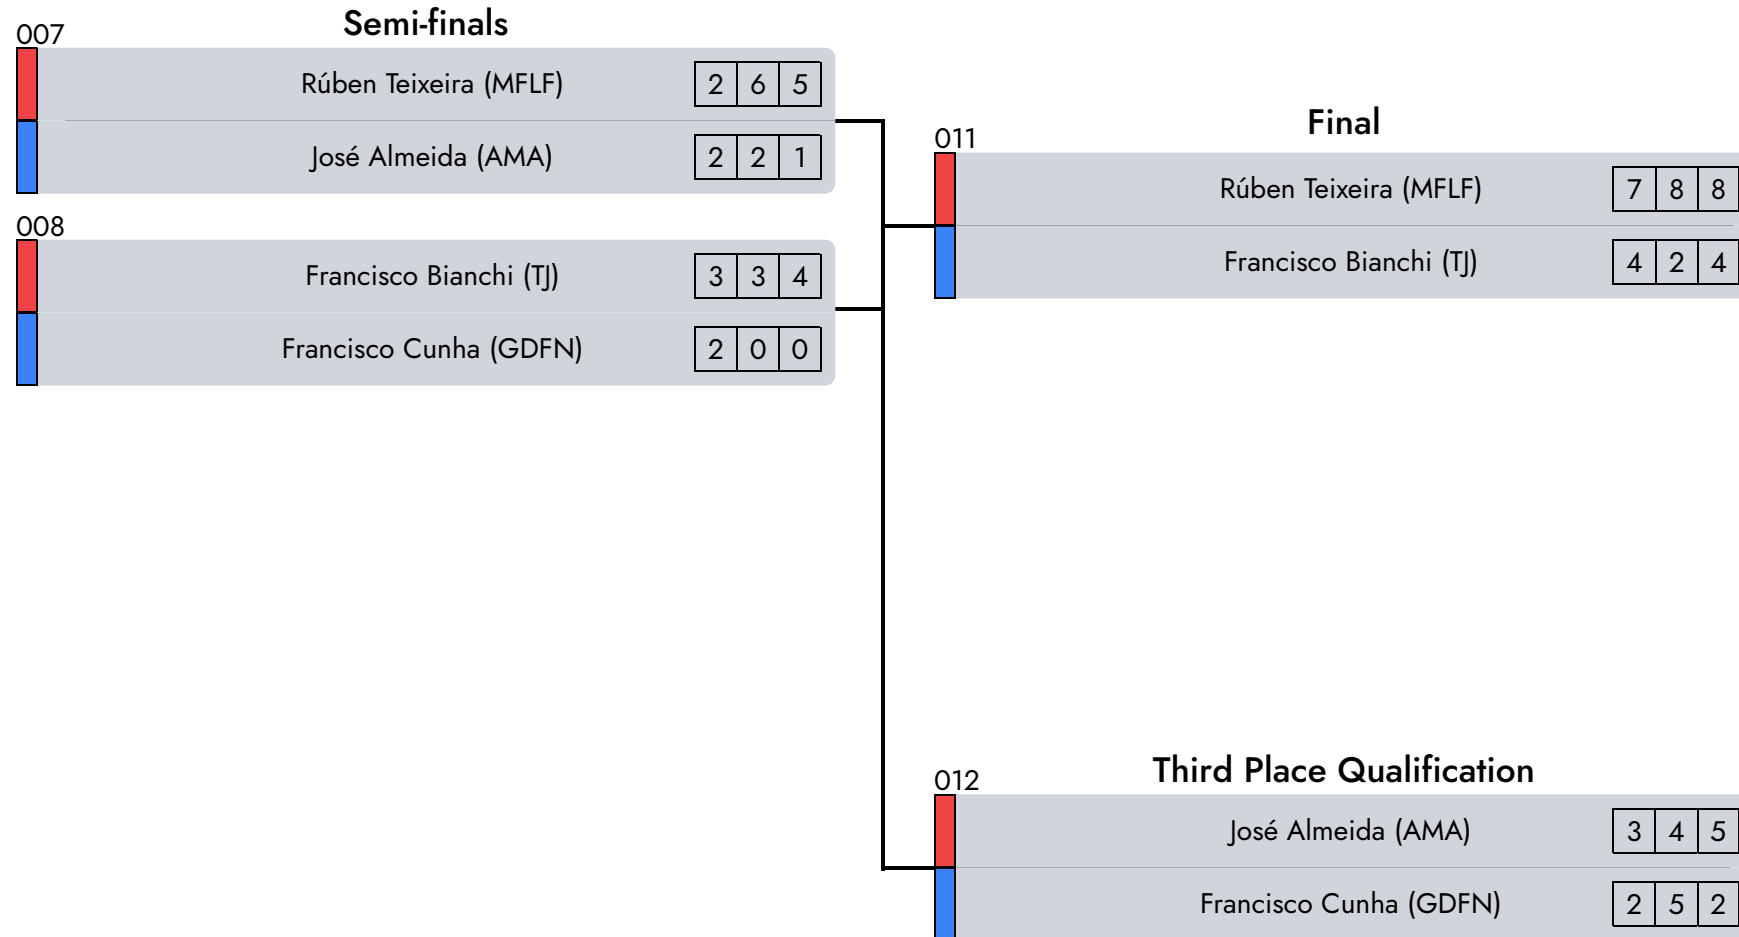 Semi-finals
007
Rúben Teixeira (MFLF) 2 6 5
José Almeida (AMA) 2 2 1
008
Francisco Bianchi (TJ) 3 3 4
Francisco Cunha (GDFN) 2 0 0
Final
011
Rúben Teixeira (MFLF) 7 8 8
Francisco Bianchi (TJ) 4 2 4
Third Place Qualification
012
José Almeida (AMA) 3 4 5
Francisco Cunha (GDFN) 2 5 2